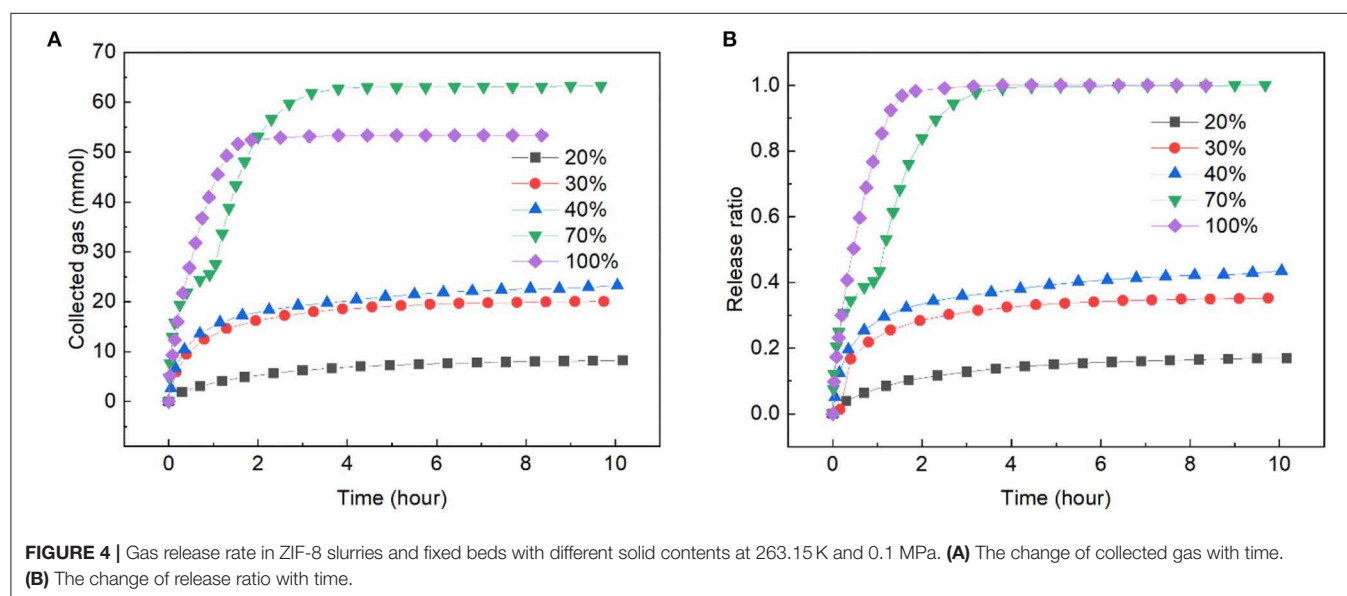 A
70
60
50
40
30
20
10
0
Collected gas (mmol)
20%
30%
40%
70%
100%
0 2 4 6 8 10
Time (hour)
B
1.0
0.8
0.6
0.4
0.2
0.0
Release ratio
20%
30%
40%
70%
100%
0 2 4 6 8 10
Time (hour)
FIGURE 4 | Gas release rate in ZIF-8 slurries and fixed beds with different solid contents at 263.15 K and 0.1 MPa. (A) The change of collected gas with time.
(B) The change of release ratio with time.